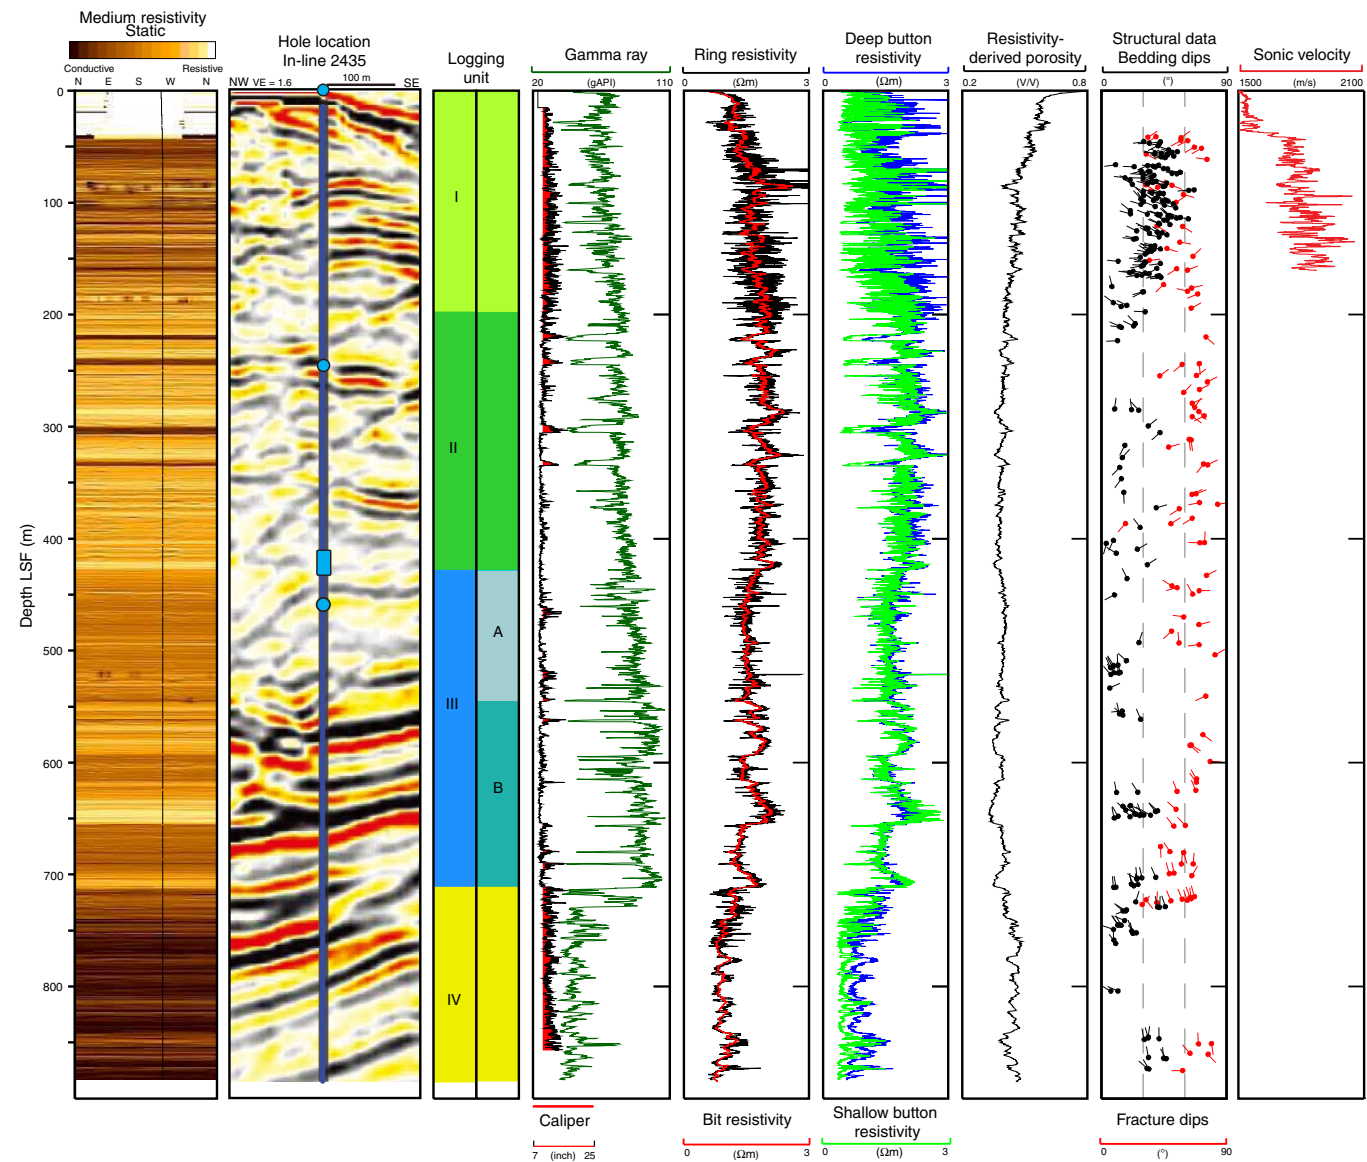 Medium resistivity
Static
Conductive Resistive
N E S W N
Hole location
In-line 2435
NW VE = 1.6 100 m SE
Logging
unit
Gamma ray
20 (gAPI) 110
Ring resistivity
0 (Ωm) 3
Deep button
resistivity
0 (Ωm) 3
Resistivity-
derived porosity
0.2 (V/V) 0.8
Structural data
Bedding dips
0 (°) 90
Sonic velocity
1500 (m/s) 2100
Depth LSF (m)
0
100
200
300
400
500
600
700
800
I
II
III
A
B
IV
Caliper
7 (inch) 25
Bit resistivity
0 (Ωm) 3
Shallow button
resistivity
0 (Ωm) 3
Fracture dips
0 (°) 90